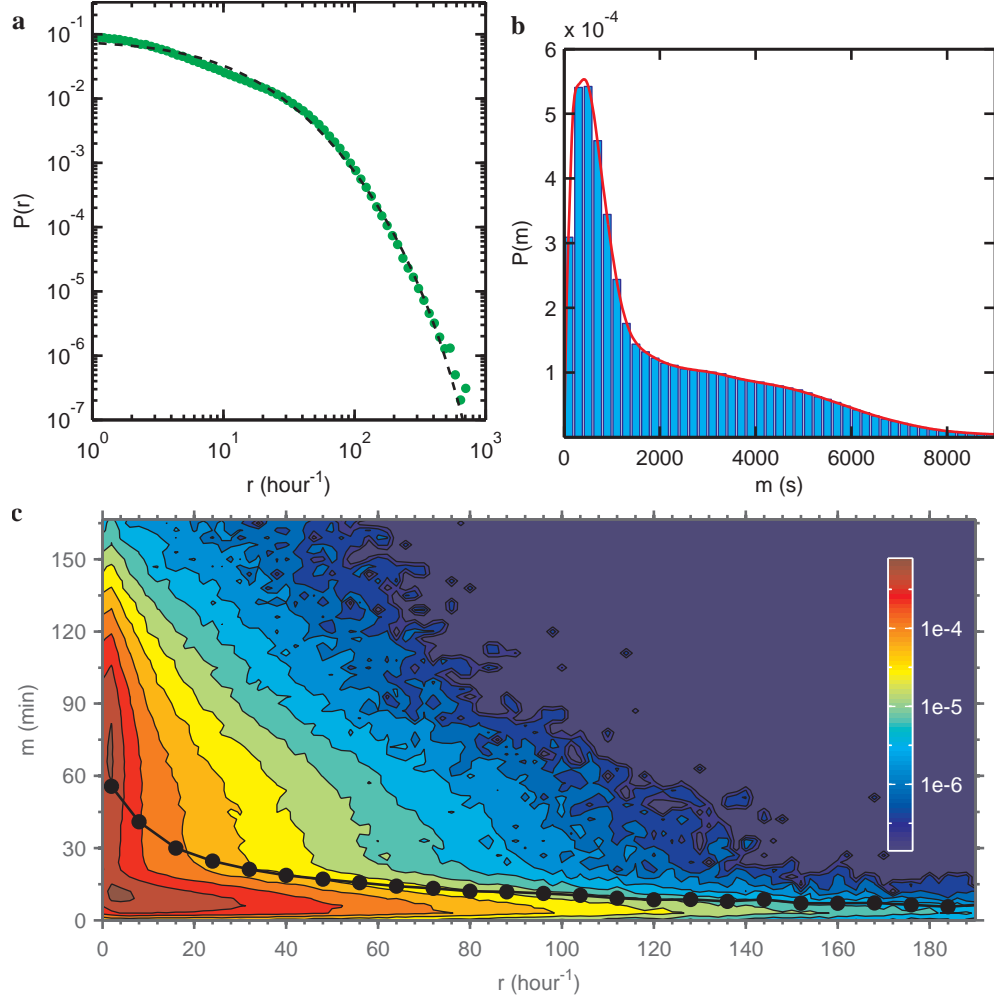 a
10^-1
10^-2
10^-3
10^-4
10^-5
10^-6
10^-7
P(r)
10^0 10^1 10^2 10^3
r (hour^-1)
b
x 10^-4
6
5
4
3
2
1
P(m)
0 2000 4000 6000 8000
m (s)
c
150
120
90
60
30
0
m (min)
1e-4
1e-5
1e-6
0 20 40 60 80 100 120 140 160 180
r (hour^-1)